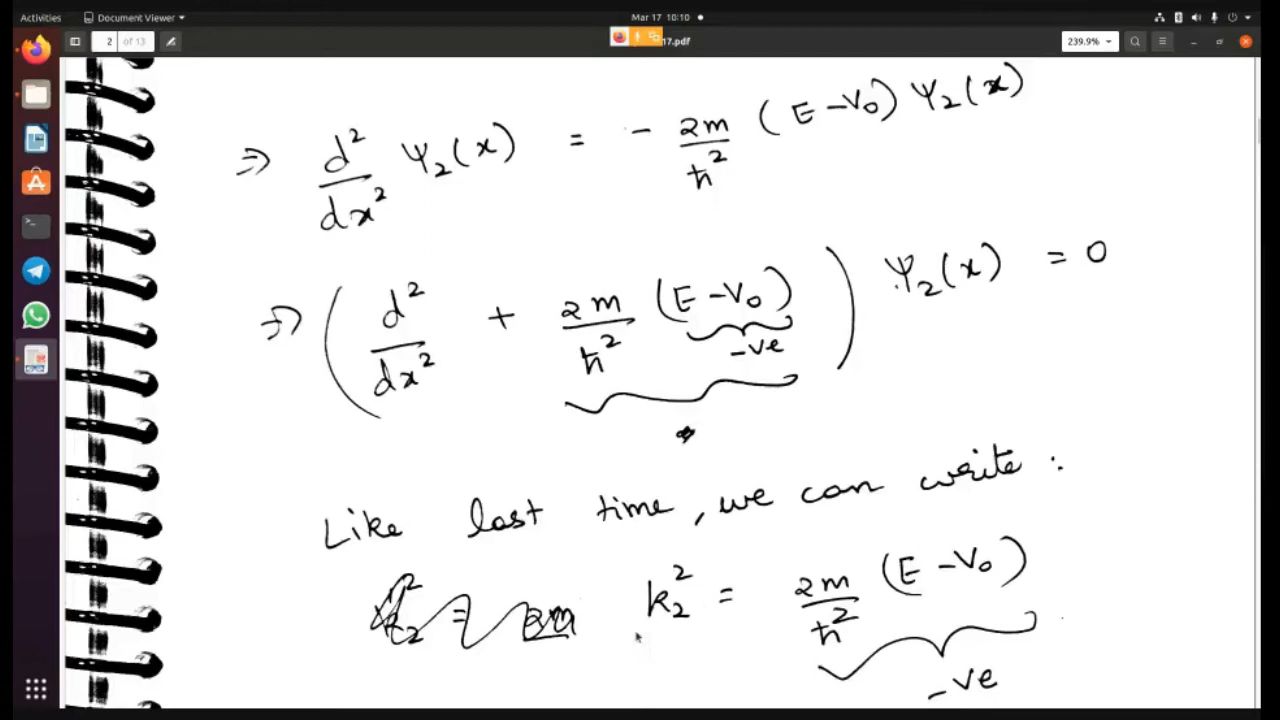 Activities Document Viewer Mar 17 10:10
2 of 13 17.pdf 239.9%
⇒ d²/dx² Ψ₂(x) = - 2m/ħ² (E-V₀) Ψ₂(x)
⇒ ( d²/dx² + 2m/ħ² (E-V₀) ) Ψ₂(x) = 0
-ve
Like last time, we can write :
k₂² = 2m/ħ² (E-V₀)
-ve